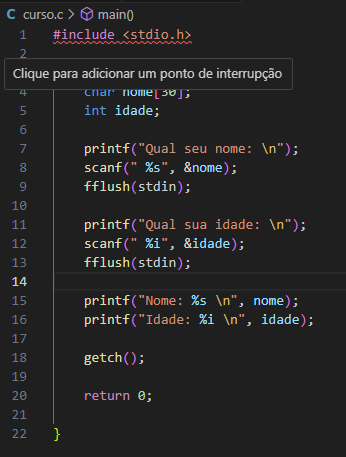 C curso.c > main()
1 #include <stdio.h>
2
Clique para adicionar um ponto de interrupção
4 char nome[30];
5 int idade;
6
7 printf("Qual seu nome: \n");
8 scanf(" %s", &nome);
9 fflush(stdin);
10
11 printf("Qual sua idade: \n");
12 scanf(" %i", &idade);
13 fflush(stdin);
14
15 printf("Nome: %s \n", nome);
16 printf("Idade: %i \n", idade);
17
18 getch();
19
20 return 0;
21
22 }